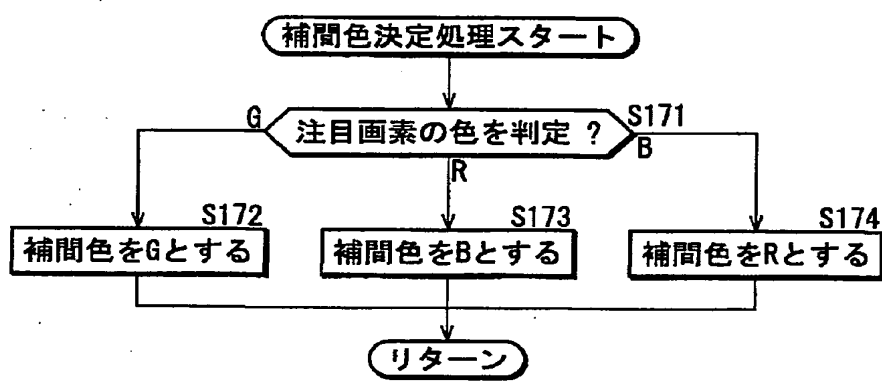 補間色決定処理スタート
G
注目画素の色を判定 ?
S171
B
R
S172
補間色をGとする
S173
補間色をBとする
S174
補間色をRとする
リターン